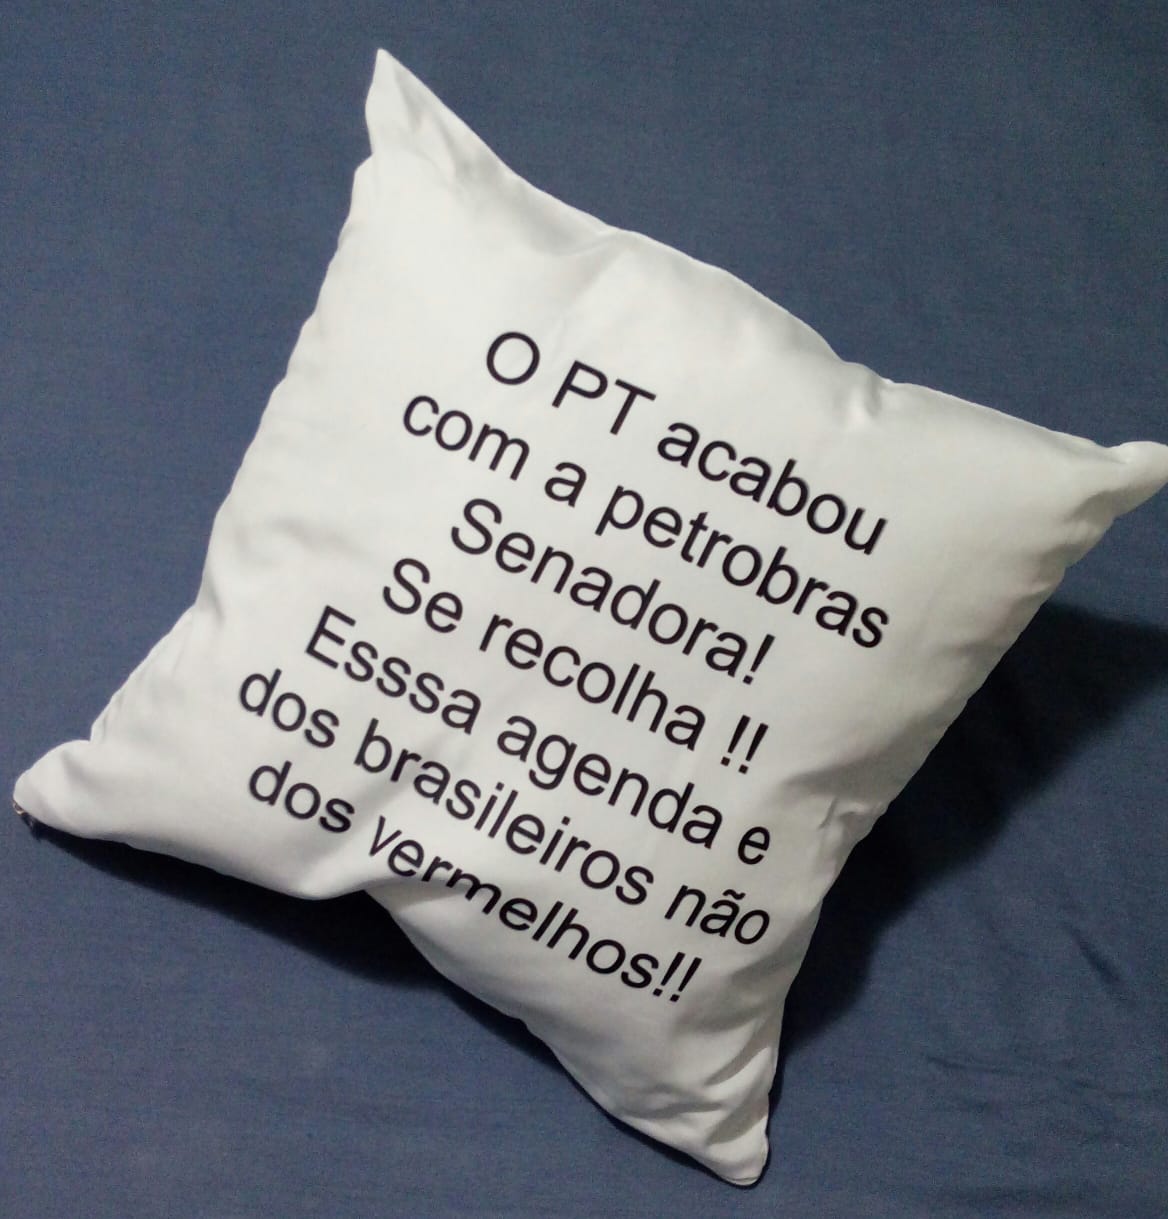 O PT acabou
com a petrobras
Senadora!
Se recolha !!
Esssa agenda e
dos brasileiros não
dos vermelhos!!